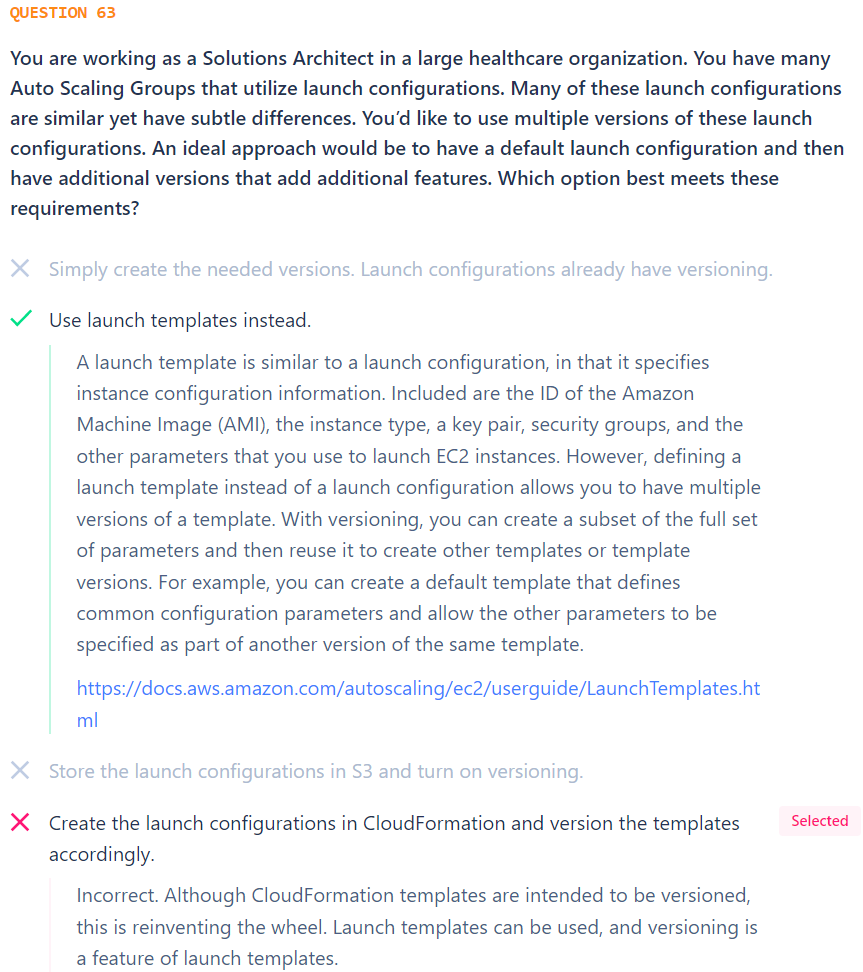 QUESTION 63
You are working as a Solutions Architect in a large healthcare organization. You have many
Auto Scaling Groups that utilize launch configurations. Many of these launch configurations
are similar yet have subtle differences. You’d like to use multiple versions of these launch
configurations. An ideal approach would be to have a default launch configuration and then
have additional versions that add additional features. Which option best meets these
requirements?
Simply create the needed versions. Launch configurations already have versioning.
Use launch templates instead.
A launch template is similar to a launch configuration, in that it specifies
instance configuration information. Included are the ID of the Amazon
Machine Image (AMI), the instance type, a key pair, security groups, and the
other parameters that you use to launch EC2 instances. However, defining a
launch template instead of a launch configuration allows you to have multiple
versions of a template. With versioning, you can create a subset of the full set
of parameters and then reuse it to create other templates or template
versions. For example, you can create a default template that defines
common configuration parameters and allow the other parameters to be
specified as part of another version of the same template.
https://docs.aws.amazon.com/autoscaling/ec2/userguide/LaunchTemplates.ht
ml
Store the launch configurations in S3 and turn on versioning.
Create the launch configurations in CloudFormation and version the templates
accordingly.
Selected
Incorrect. Although CloudFormation templates are intended to be versioned,
this is reinventing the wheel. Launch templates can be used, and versioning is
a feature of launch templates.